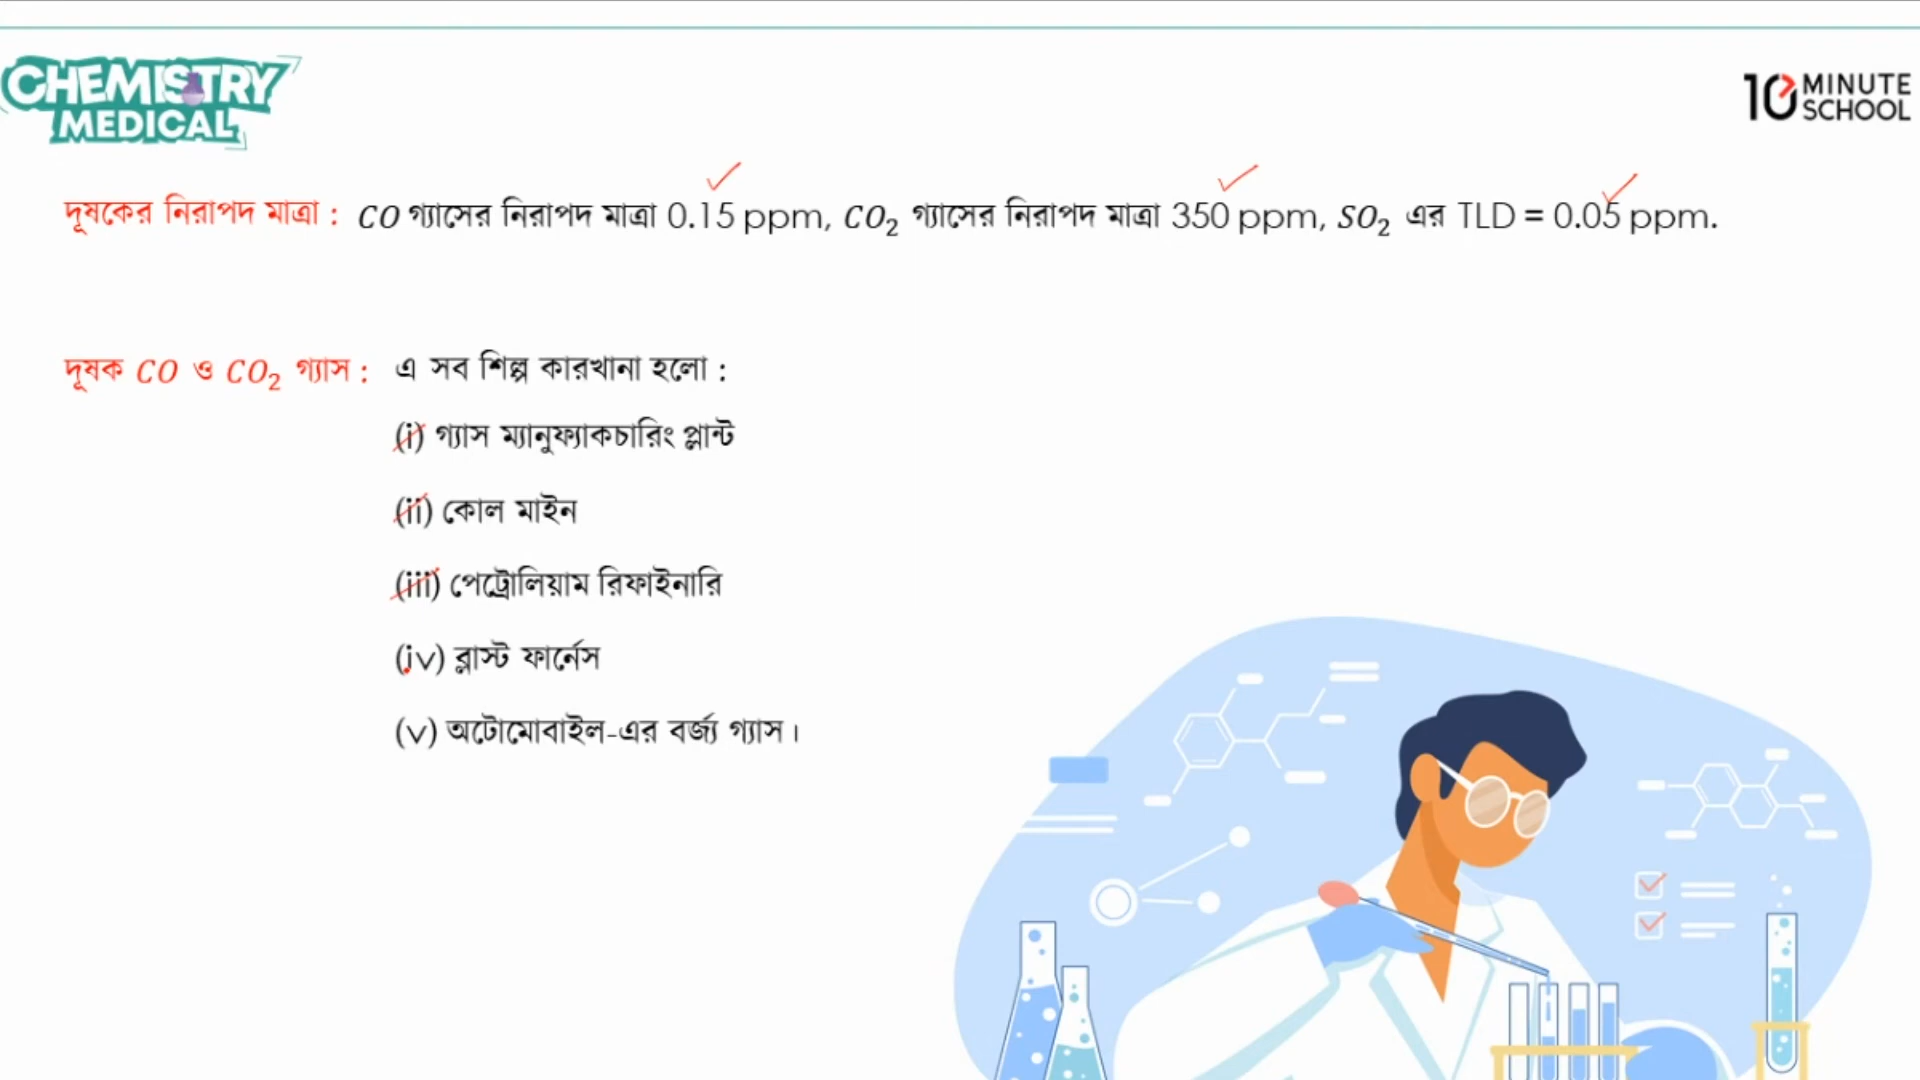 CHEMISTRY
MEDICAL
10 MINUTE
SCHOOL
দূষকের নিরাপদ মাত্রা : CO গ্যাসের নিরাপদ মাত্রা 0.15 ppm, CO₂ গ্যাসের নিরাপদ মাত্রা 350 ppm, SO₂ এর TLD = 0.05 ppm.
দূষক CO ও CO₂ গ্যাস : এ সব শিল্প কারখানা হলো :
(i) গ্যাস ম্যানুফ্যাকচারিং প্লান্ট
(ii) কোল মাইন
(iii) পেট্রোলিয়াম রিফাইনারি
(iv) ব্লাস্ট ফার্নেস
(v) অটোমোবাইল-এর বর্জ্য গ্যাস।